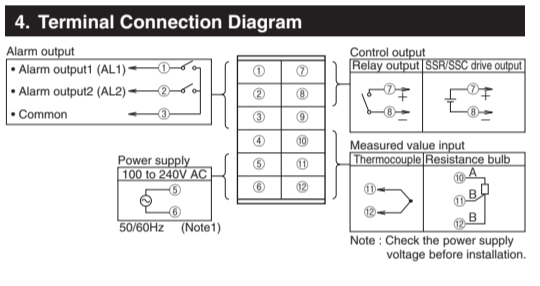 4. Terminal Connection Diagram
Alarm output
• Alarm output1 (AL1) ①
• Alarm output2 (AL2) ②
• Common ③
Power supply
100 to 240V AC
⑤
⑥
50/60Hz (Note1)
① ⑦
② ⑧
③ ⑨
④ ⑩
⑤ ⑪
⑥ ⑫
Control output
Relay output SSR/SSC drive output
⑦ + ⑦ +
⑧ − ⑧ −
Measured value input
Thermocouple Resistance bulb
⑩ A
⑪ ⑪ B
⑫ ⑫ B
Note : Check the power supply
voltage before installation.